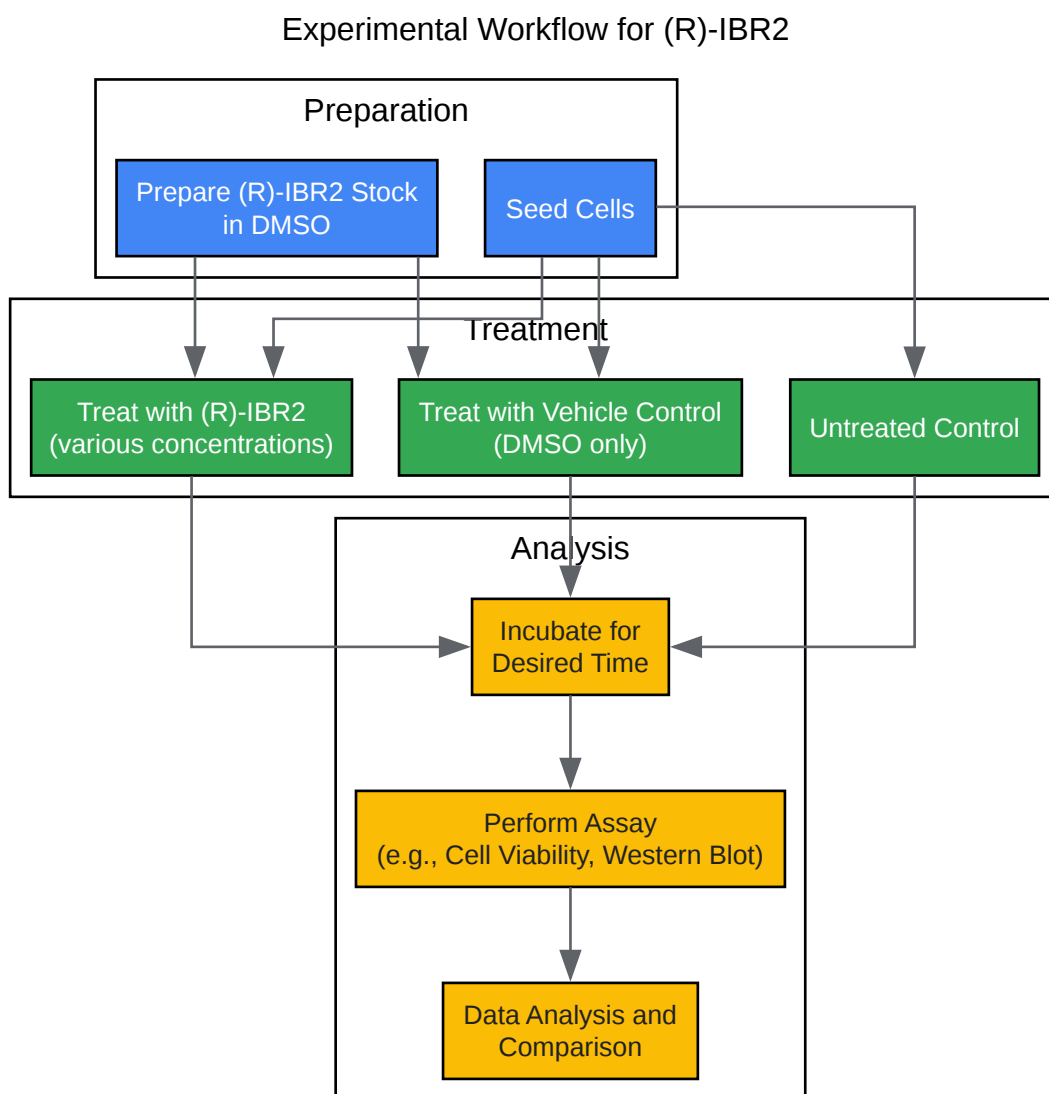 Experimental Workflow for (R)-IBR2
Preparation
Prepare (R)-IBR2 Stock
in DMSO
Seed Cells
Treatment
Treat with (R)-IBR2
(various concentrations)
Treat with Vehicle Control
(DMSO only)
Untreated Control
Analysis
Incubate for
Desired Time
Perform Assay
(e.g., Cell Viability, Western Blot)
Data Analysis and
Comparison